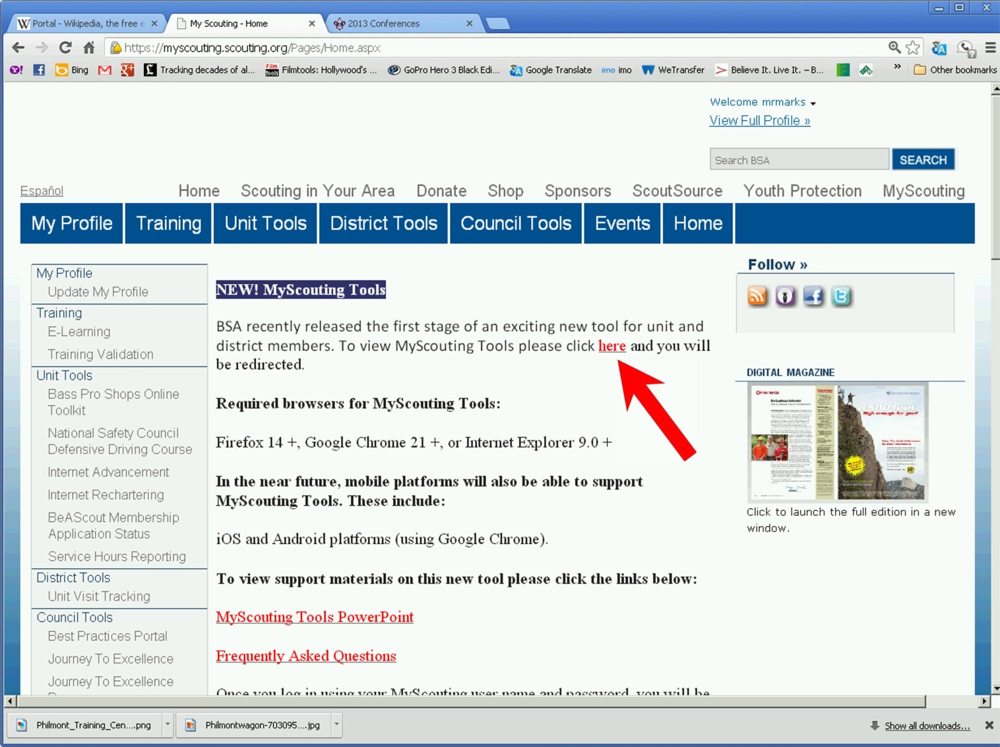 Portal - Wikipedia, the free e
My Scouting - Home
2013 Conferences
https://myscouting.scouting.org/Pages/Home.aspx
Bing
Tracking decades of al...
Filmtools: Hollywood's ...
GoPro Hero 3 Black Edi...
Google Translate
imo imo
WeTransfer
Believe It. Live It. – B...
Other bookmarks
Welcome mrmarks
View Full Profile »
Search BSA
SEARCH
Español
Home Scouting in Your Area Donate Shop Sponsors ScoutSource Youth Protection MyScouting
My Profile Training Unit Tools District Tools Council Tools Events Home
My Profile
Update My Profile
Training
E-Learning
Training Validation
Unit Tools
Bass Pro Shops Online
Toolkit
National Safety Council
Defensive Driving Course
Internet Advancement
Internet Rechartering
BeAScout Membership
Application Status
Service Hours Reporting
District Tools
Unit Visit Tracking
Council Tools
Best Practices Portal
Journey To Excellence
Journey To Excellence
NEW! MyScouting Tools
BSA recently released the first stage of an exciting new tool for unit and
district members. To view MyScouting Tools please click here and you will
be redirected.
Required browsers for MyScouting Tools:
Firefox 14 +, Google Chrome 21 +, or Internet Explorer 9.0 +
In the near future, mobile platforms will also be able to support
MyScouting Tools. These include:
iOS and Android platforms (using Google Chrome).
To view support materials on this new tool please click the links below:
MyScouting Tools PowerPoint
Frequently Asked Questions
Once you log in using your MyScouting user name and password, you will be
Follow »
DIGITAL MAGAZINE
8,500 feet
High enough for you?
Click to launch the full edition in a new
window.
Philmont_Training_Cen....png
Philmontwagon-703095....jpg
Show all downloads...